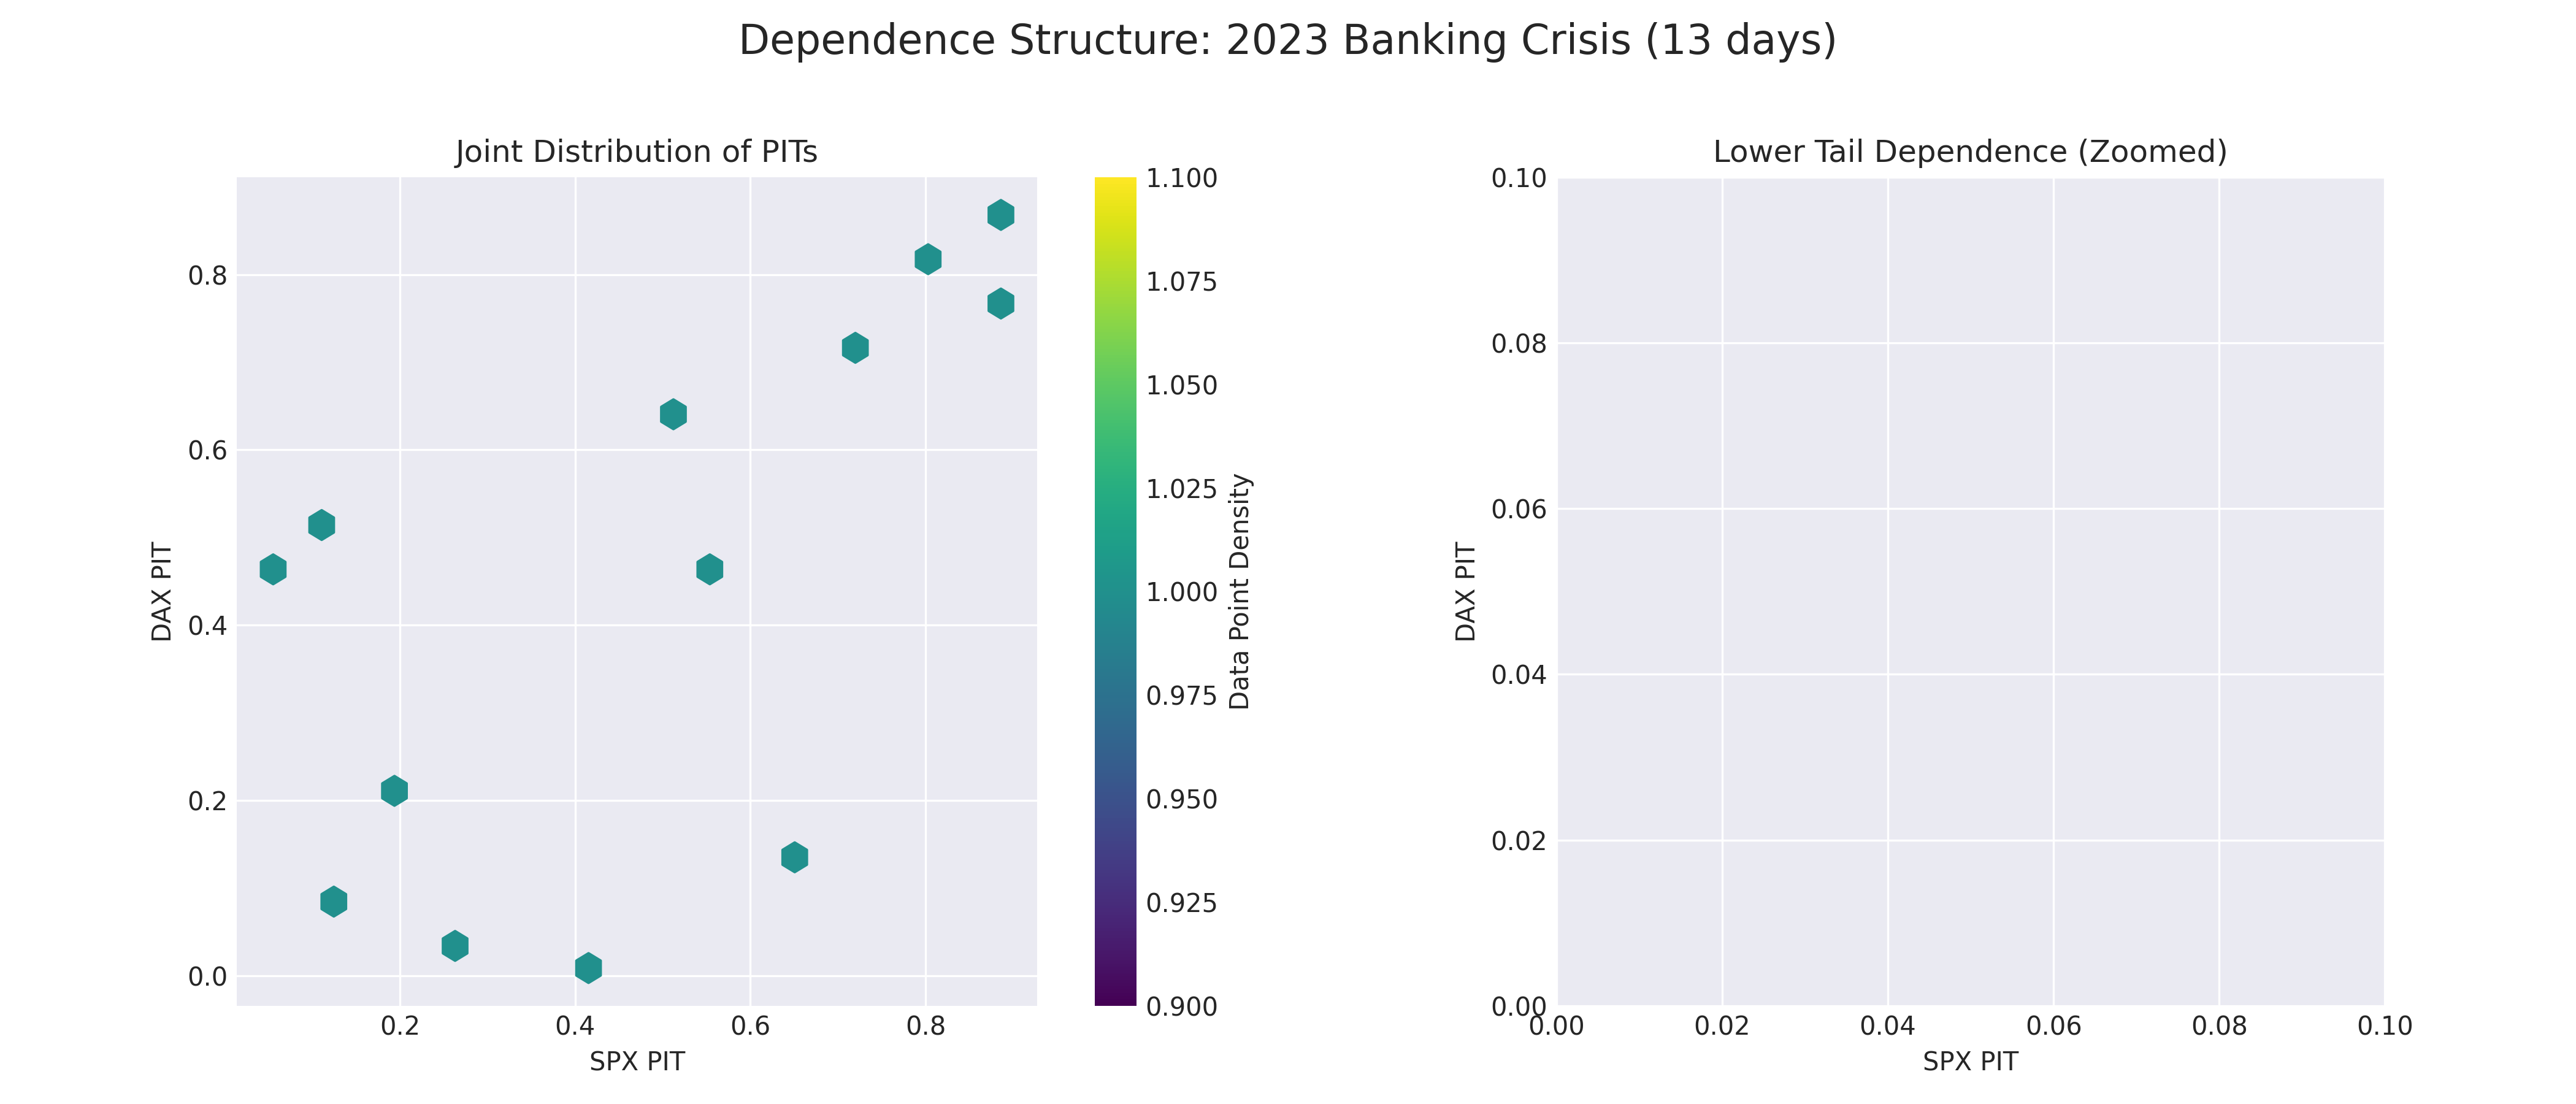 Dependence Structure: 2023 Banking Crisis (13 days)
Joint Distribution of PITs
DAX PIT
0.8
0.6
0.4
0.2
0.0
0.2 0.4 0.6 0.8
SPX PIT
1.100
1.075
1.050
1.025
1.000
0.975
0.950
0.925
0.900
Data Point Density
Lower Tail Dependence (Zoomed)
DAX PIT
0.10
0.08
0.06
0.04
0.02
0.00
0.00 0.02 0.04 0.06 0.08 0.10
SPX PIT